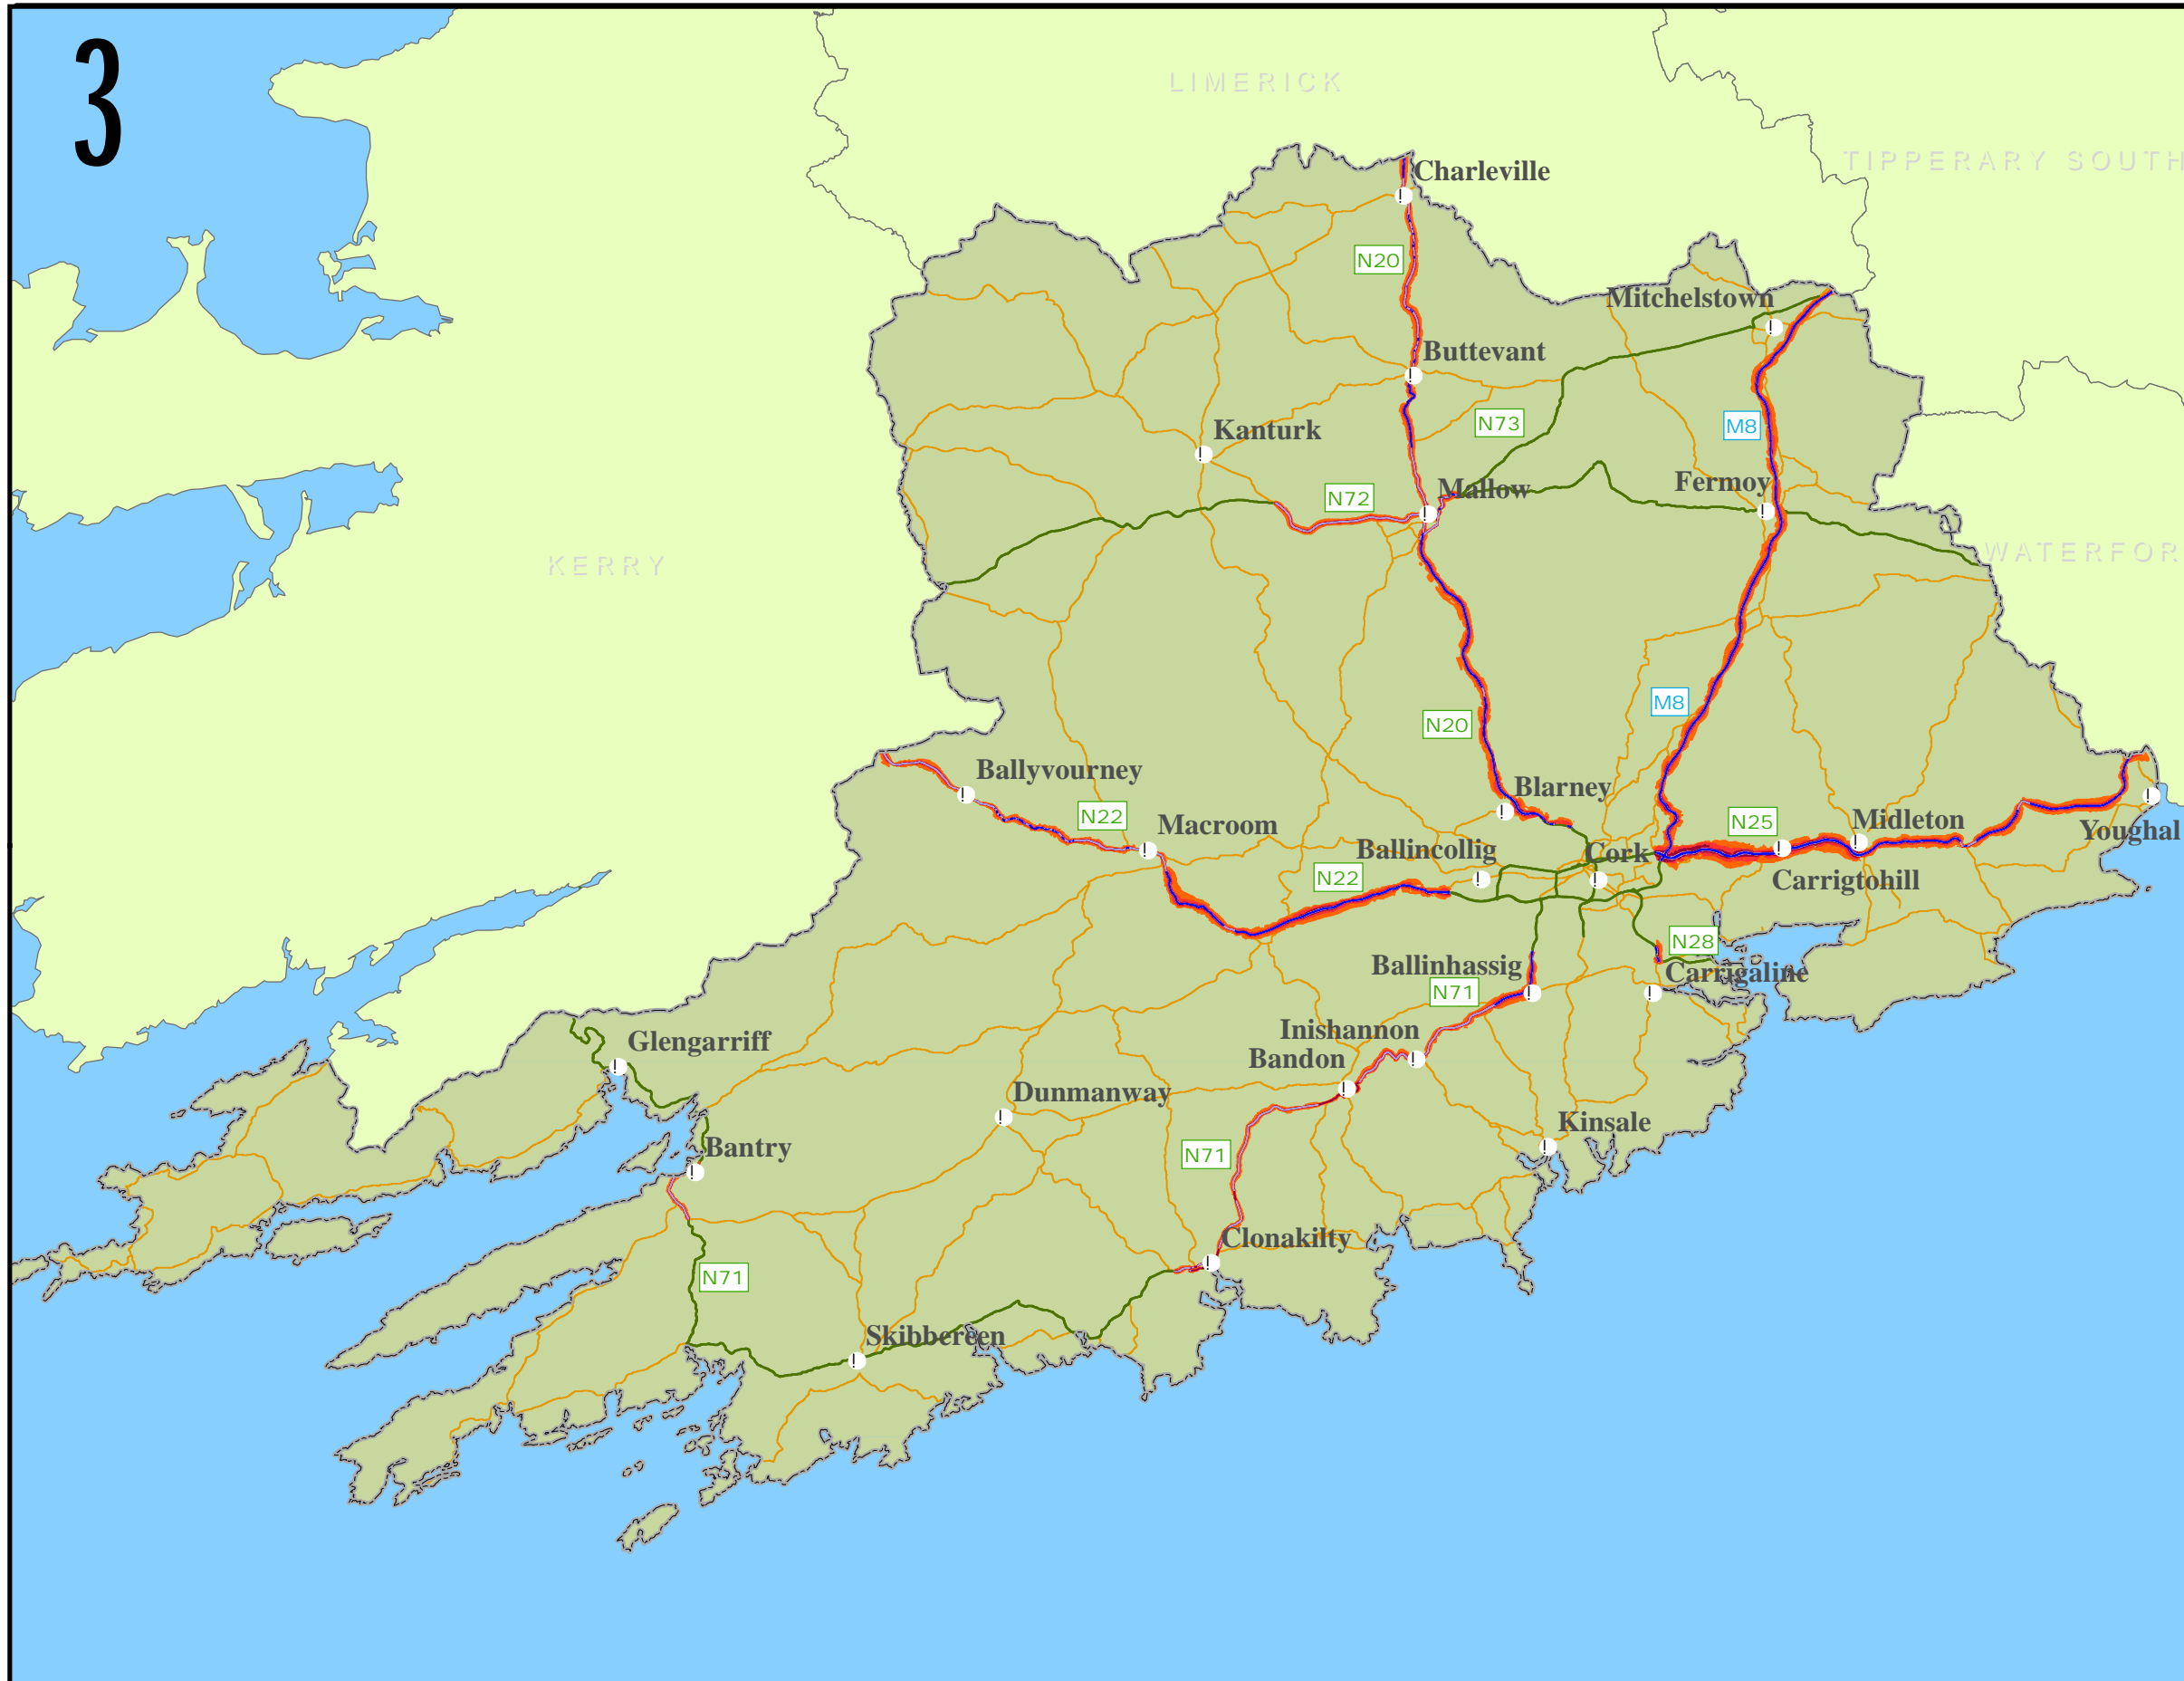 3
LIMERICK
TIPPERARY SOUTH
Charleville
N20
Mitchelstown
Buttevant
N73
M8
Kanturk
N72
Mallow
Fermoy
WATERFOR
KERRY
M8
N20
Ballyvourney
Blarney
N22
Macroom
N25
Midleton
Youghal
Ballincollig
Cork
N22
Carrigtohill
N28
Ballinhassig
Carrigaline
N71
Inishannon
Glengarriff
Bandon
Dunmanway
Kinsale
Bantry
N71
Clonakilty
N71
Skibbereen